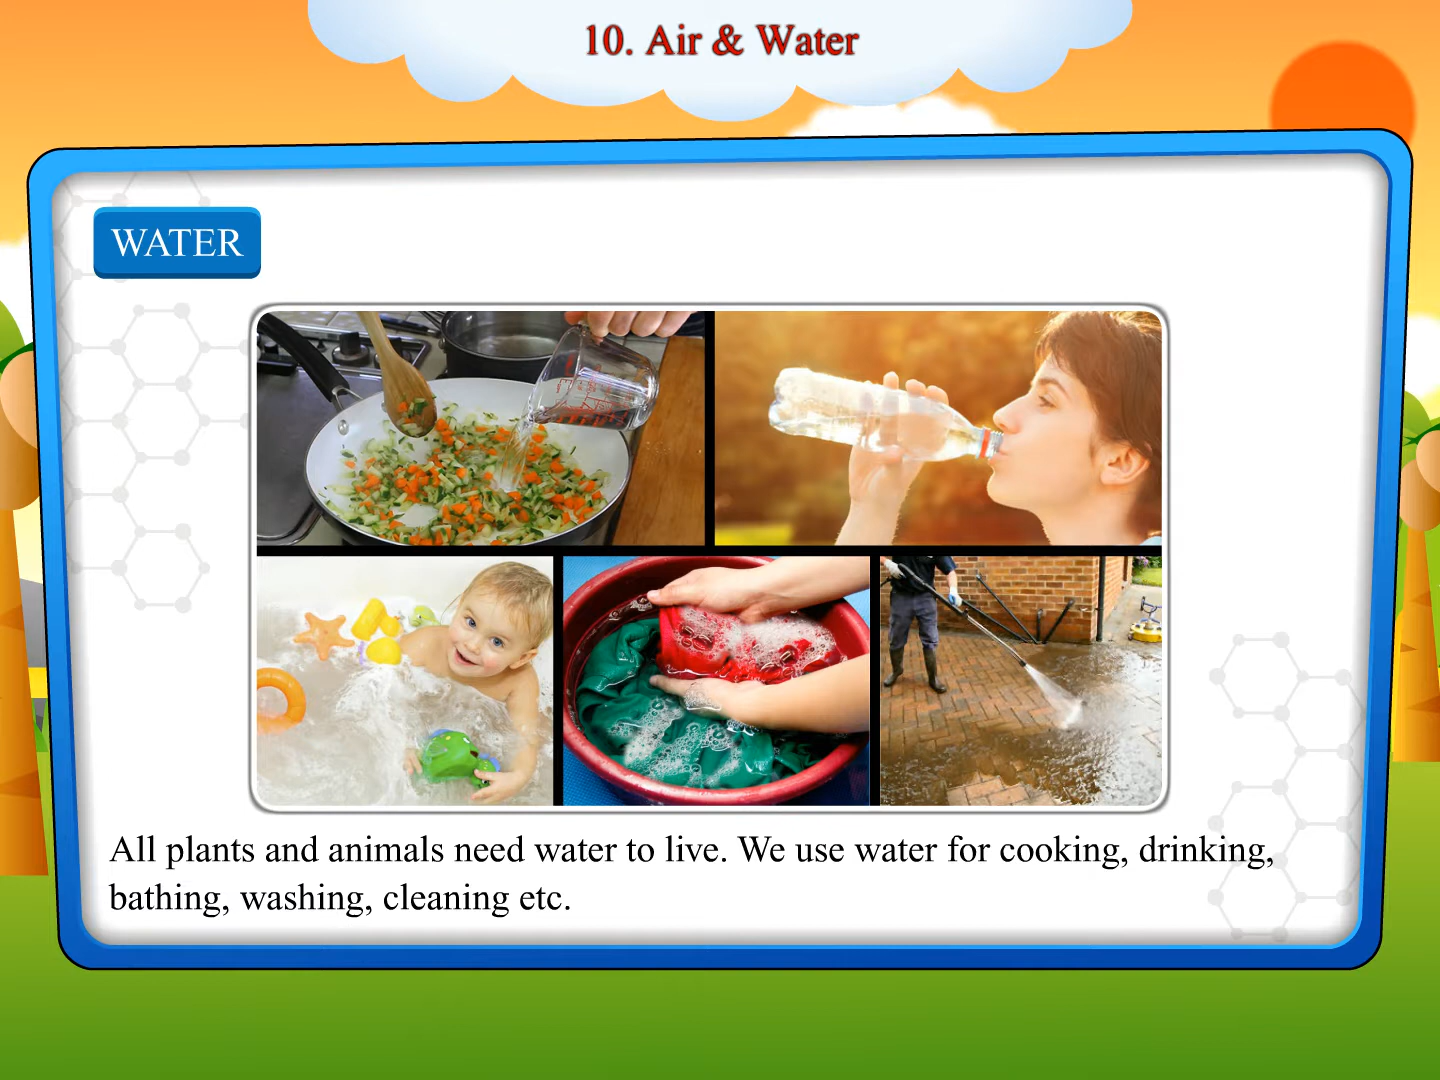 10. Air & Water
WATER
All plants and animals need water to live. We use water for cooking, drinking,
bathing, washing, cleaning etc.